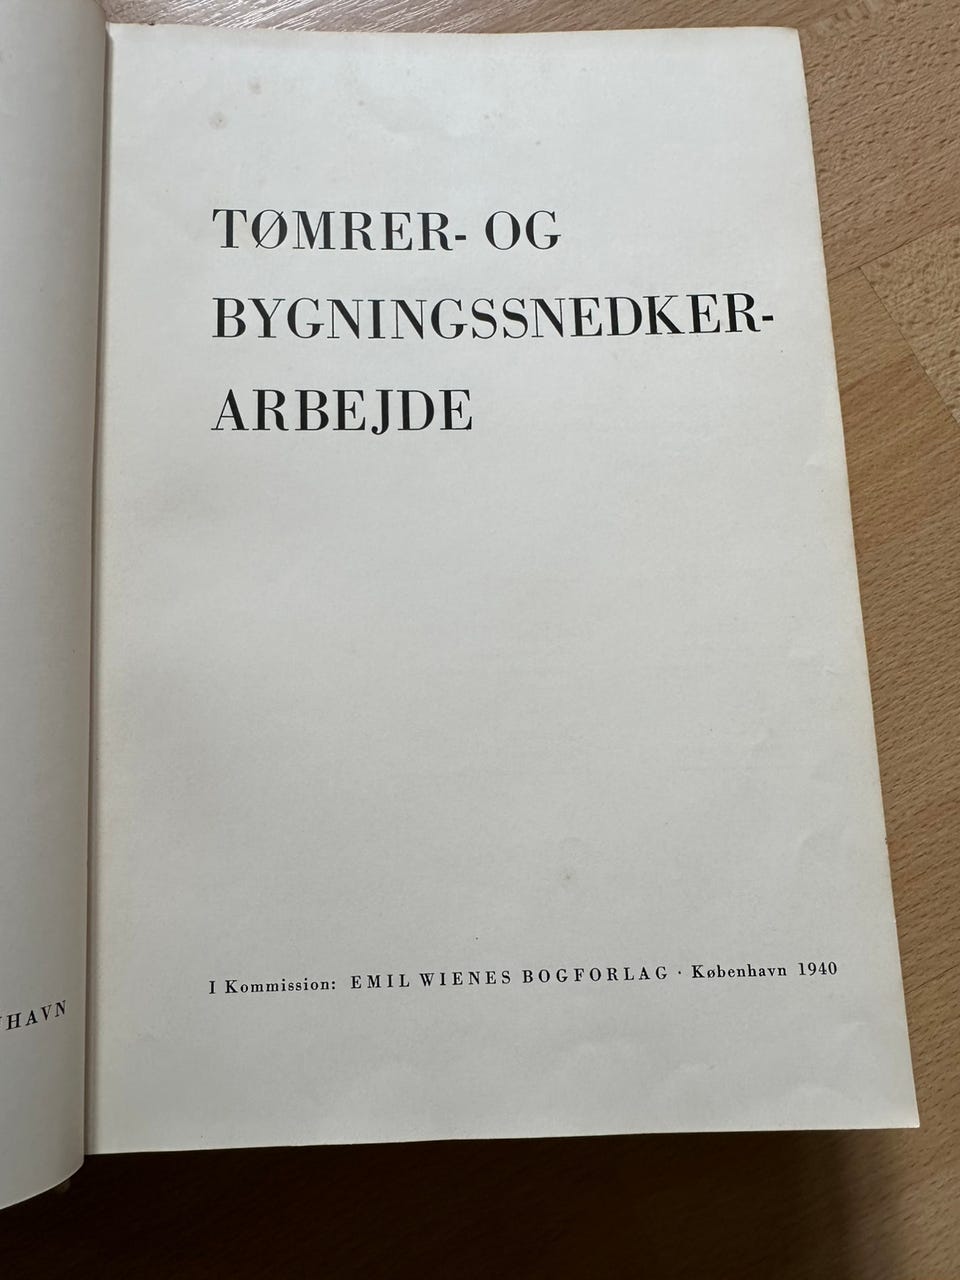 TØMRER- OG
BYGNINGSSNEDKER-
ARBEJDE
I Kommission: EMIL WIENES BOGFORLAG · København 1940
HAVN